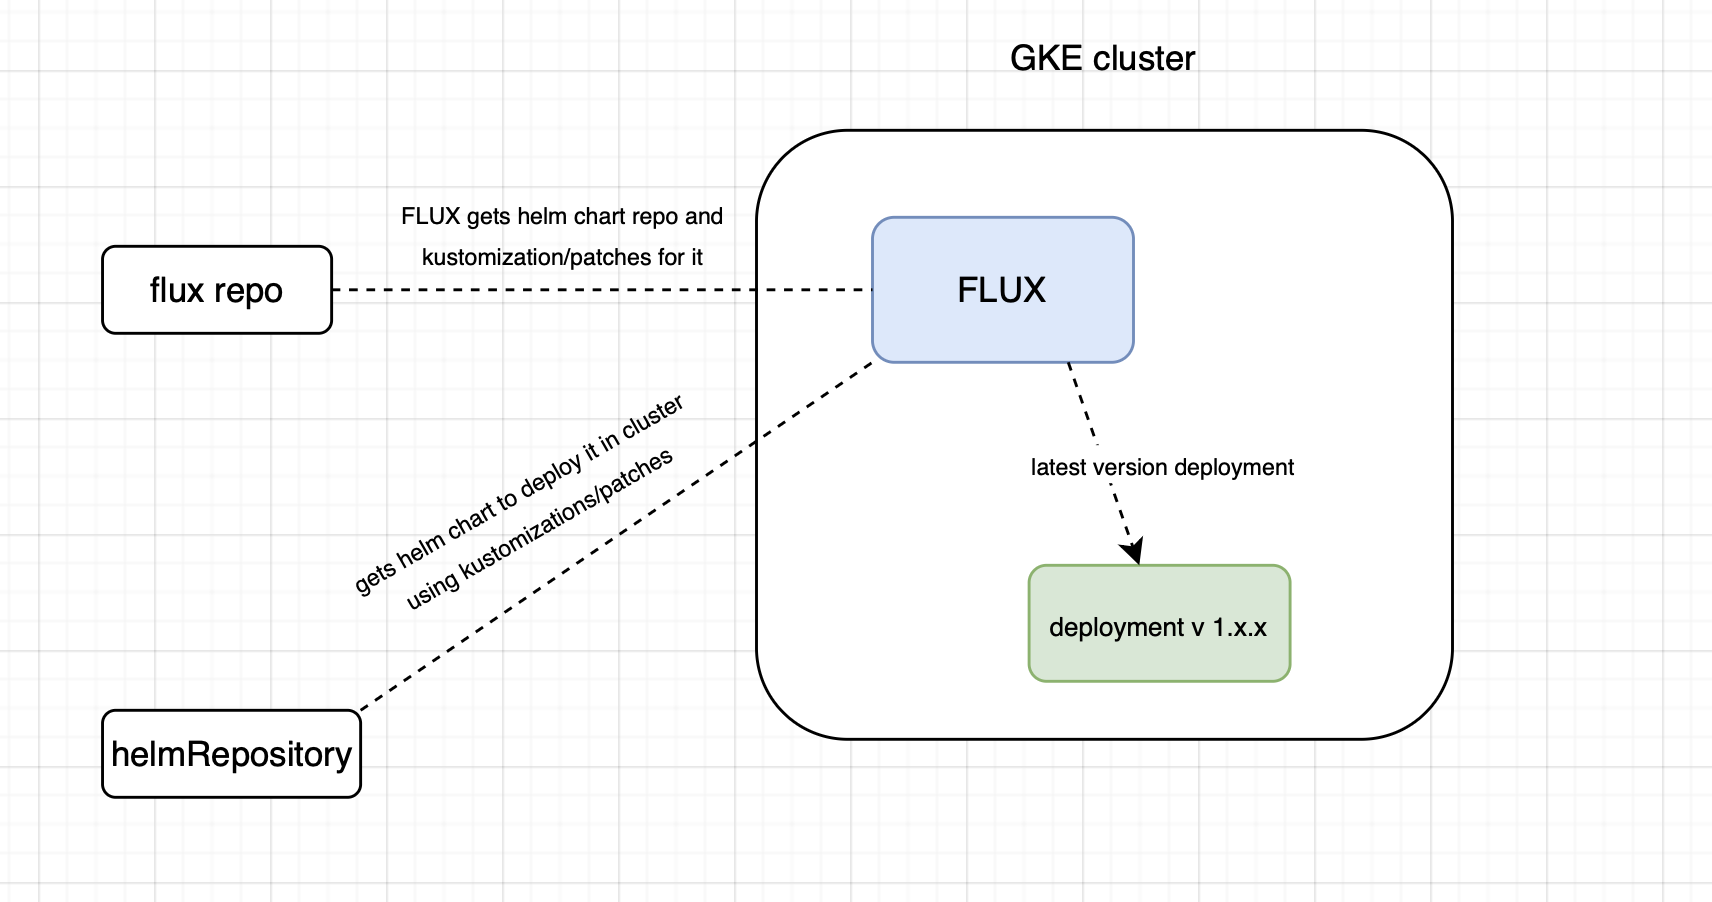 GKE cluster
FLUX gets helm chart repo and
kustomization/patches for it
flux repo
FLUX
gets helm chart to deploy it in cluster
using kustomizations/patches
latest version deployment
deployment v 1.x.x
helmRepository